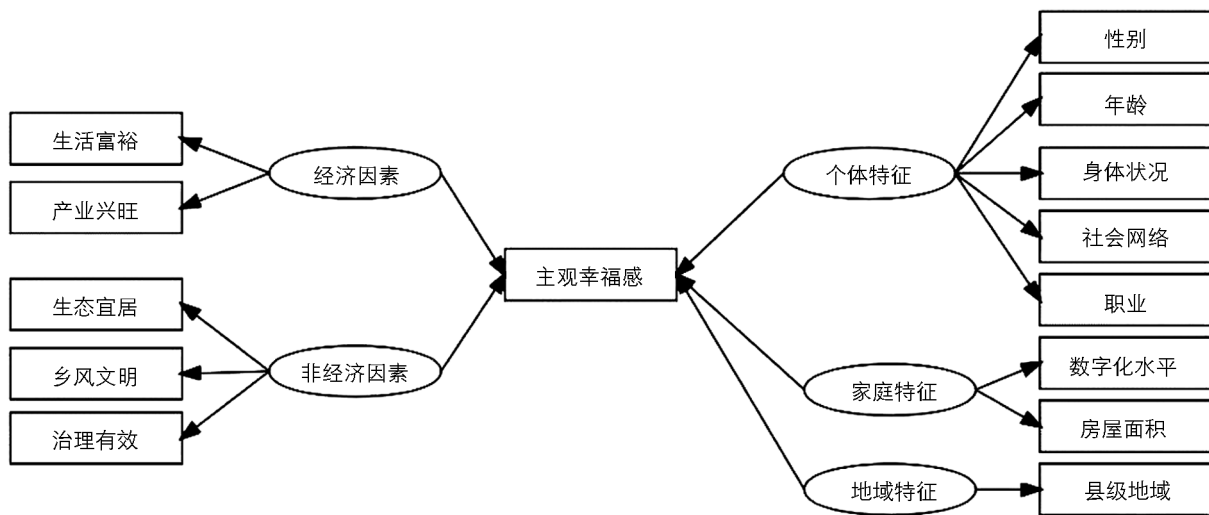 性别
年龄
身体状况
社会网络
职业
生活富裕
产业兴旺
经济因素
个体特征
主观幸福感
生态宜居
乡风文明
治理有效
非经济因素
家庭特征
数字化水平
房屋面积
地域特征
县级地域